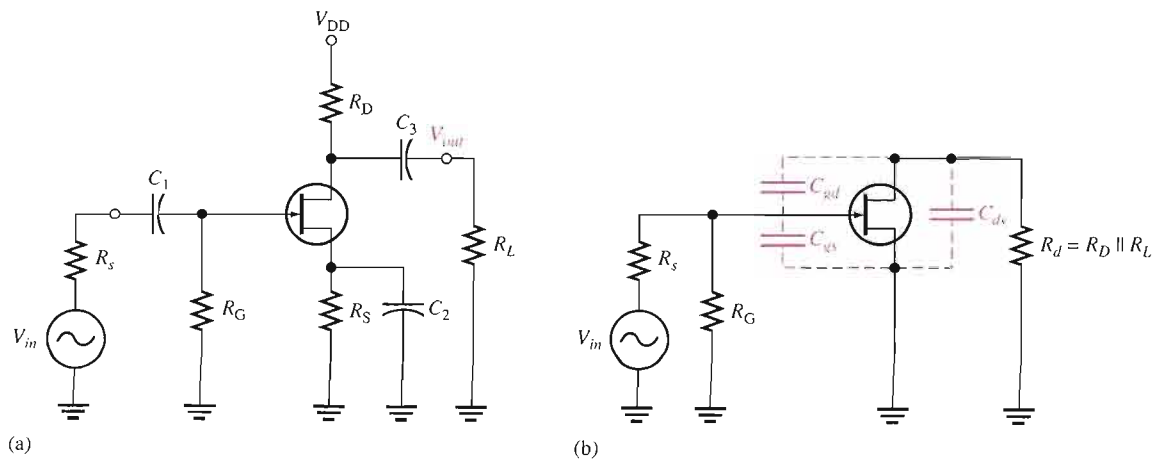 V_DD
R_D
C_3
V_out
C_1
R_s
R_G
R_S
C_2
R_L
V_in
(a)
C_gd
C_gs
C_ds
R_s
R_G
R_d = R_D || R_L
V_in
(b)